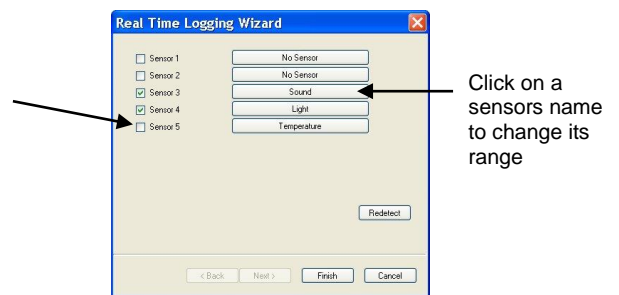 Real Time Logging Wizard
Sensor 1 No Sensor
Sensor 2 No Sensor
Sensor 3 Sound
Sensor 4 Light
Sensor 5 Temperature
Click on a
sensors name
to change its
range
Redetect
< Back Next > Finish Cancel